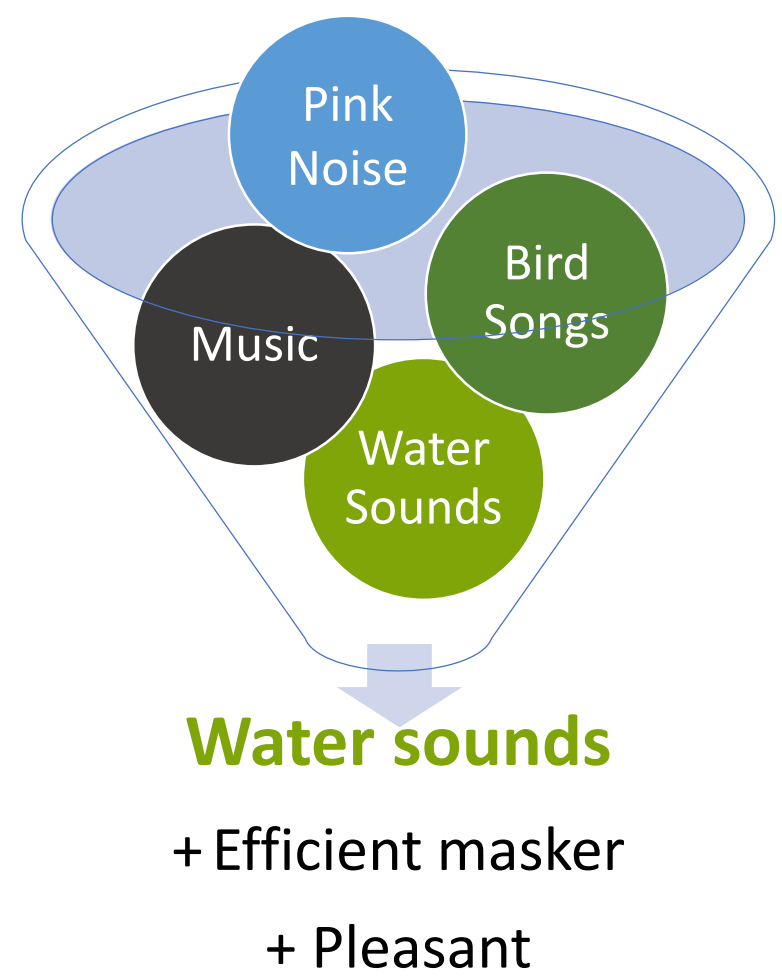 Pink
Noise
Bird
Songs
Music
Water
Sounds
Water sounds
+ Efficient masker
+ Pleasant